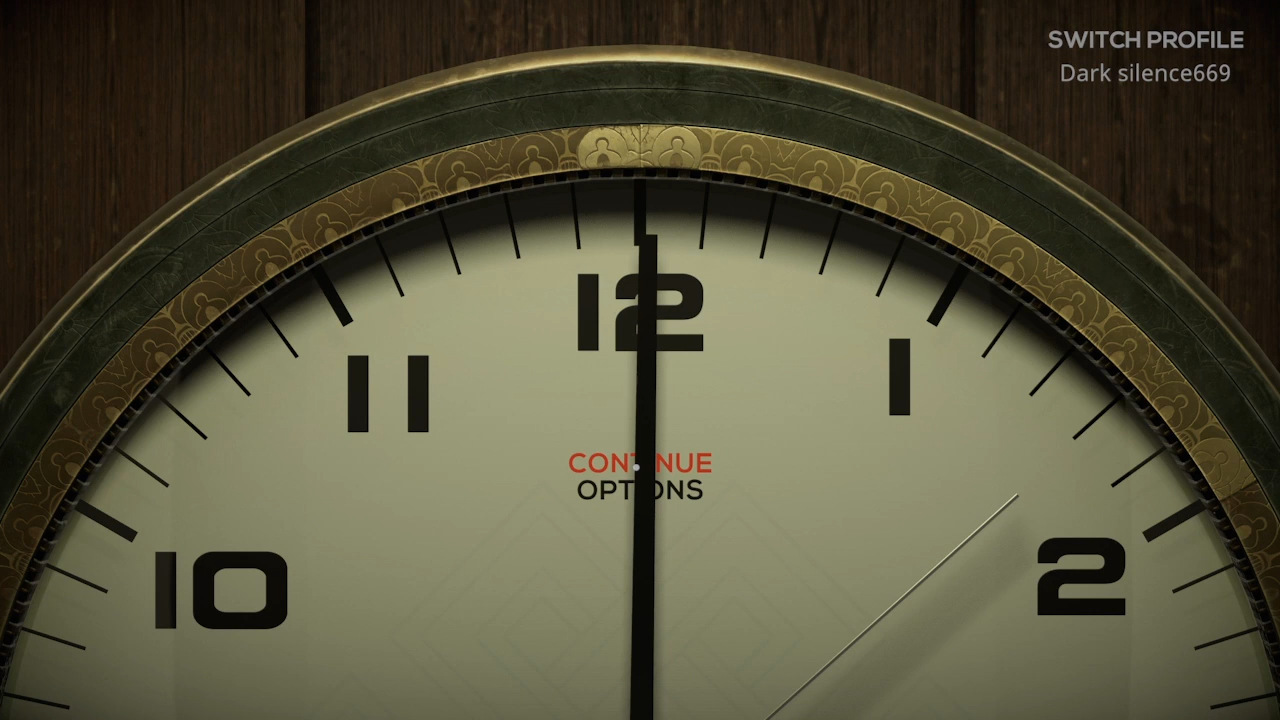 SWITCH PROFILE
Dark silence669
12
11
1
CONTINUE
OPTIONS
10
2